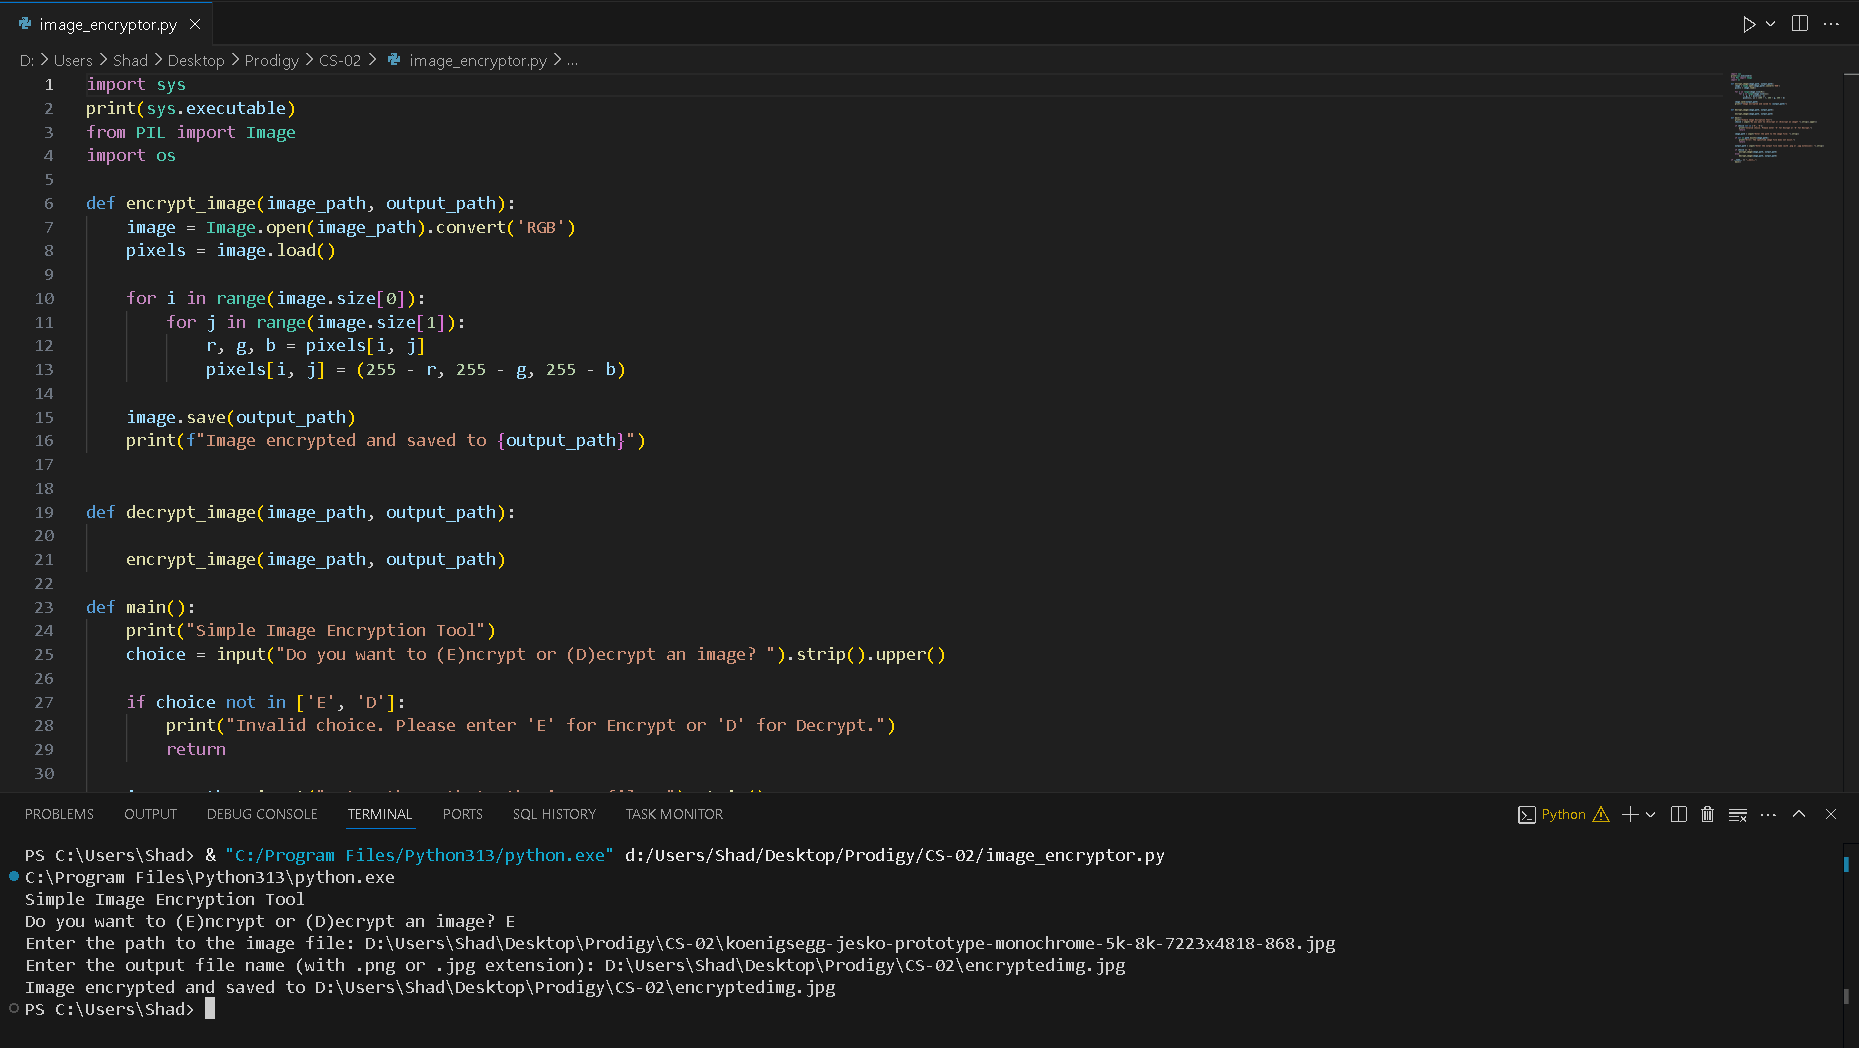 image_encryptor.py
D: > Users > Shad > Desktop > Prodigy > CS-02 > image_encryptor.py > ...
1 import sys
2 print(sys.executable)
3 from PIL import Image
4 import os
5
6 def encrypt_image(image_path, output_path):
7     image = Image.open(image_path).convert('RGB')
8     pixels = image.load()
9
10     for i in range(image.size[0]):
11         for j in range(image.size[1]):
12             r, g, b = pixels[i, j]
13             pixels[i, j] = (255 - r, 255 - g, 255 - b)
14
15     image.save(output_path)
16     print(f"Image encrypted and saved to {output_path}")
17
18
19 def decrypt_image(image_path, output_path):
20
21     encrypt_image(image_path, output_path)
22
23 def main():
24     print("Simple Image Encryption Tool")
25     choice = input("Do you want to (E)ncrypt or (D)ecrypt an image? ").strip().upper()
26
27     if choice not in ['E', 'D']:
28         print("Invalid choice. Please enter 'E' for Encrypt or 'D' for Decrypt.")
29         return
30
PROBLEMS OUTPUT DEBUG CONSOLE TERMINAL PORTS SQL HISTORY TASK MONITOR Python
PS C:\Users\Shad> & "C:/Program Files/Python313/python.exe" d:/Users/Shad/Desktop/Prodigy/CS-02/image_encryptor.py
C:\Program Files\Python313\python.exe
Simple Image Encryption Tool
Do you want to (E)ncrypt or (D)ecrypt an image? E
Enter the path to the image file: D:\Users\Shad\Desktop\Prodigy\CS-02\koenigsegg-jesko-prototype-monochrome-5k-8k-7223x4818-868.jpg
Enter the output file name (with .png or .jpg extension): D:\Users\Shad\Desktop\Prodigy\CS-02\encryptedimg.jpg
Image encrypted and saved to D:\Users\Shad\Desktop\Prodigy\CS-02\encryptedimg.jpg
PS C:\Users\Shad>